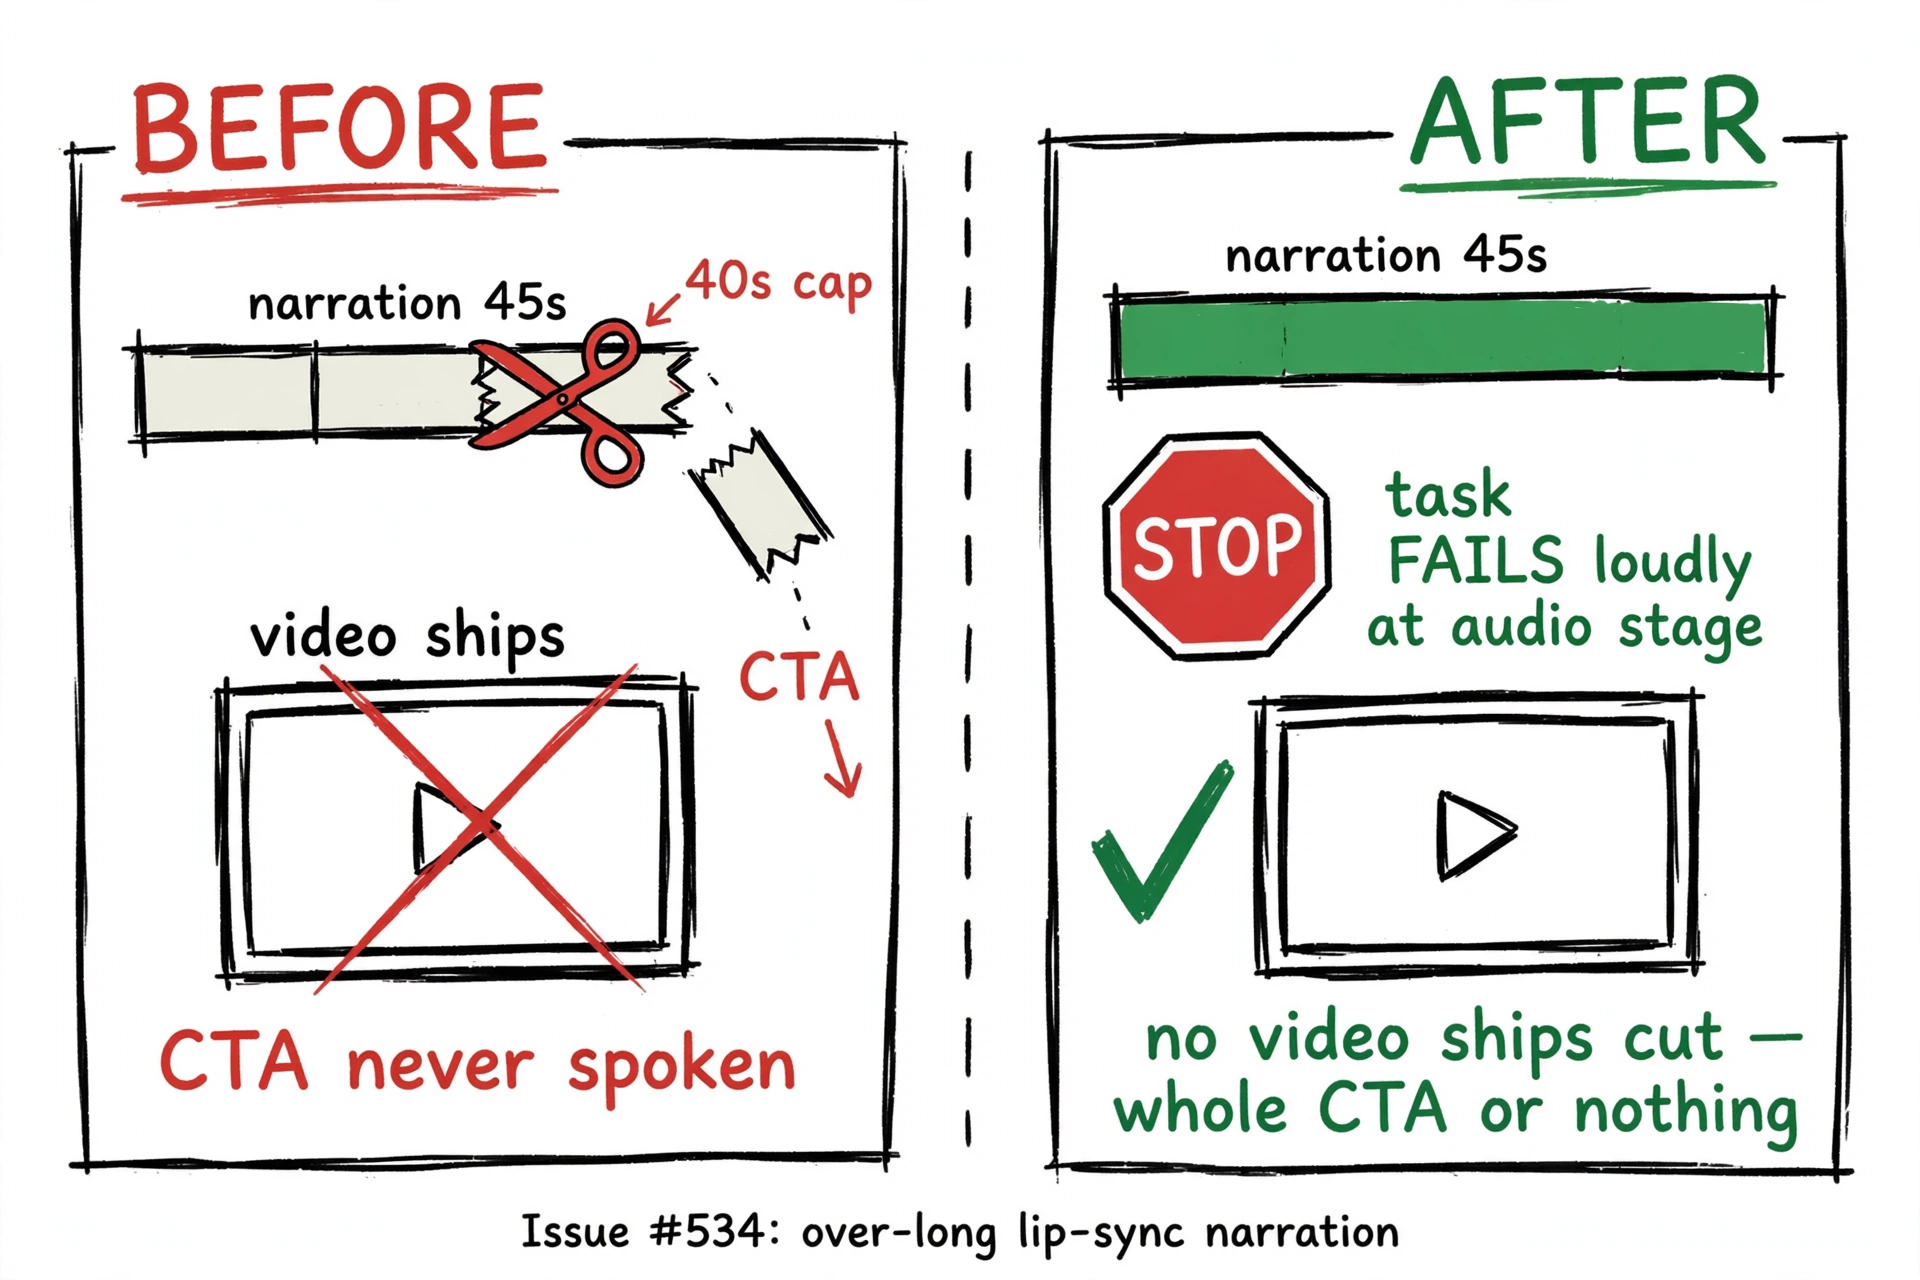 BEFORE
narration 45s
40s cap
video ships
CTA
CTA never spoken
AFTER
narration 45s
STOP
task
FAILS loudly
at audio stage
no video ships cut —
whole CTA or nothing
Issue #534: over-long lip-sync narration